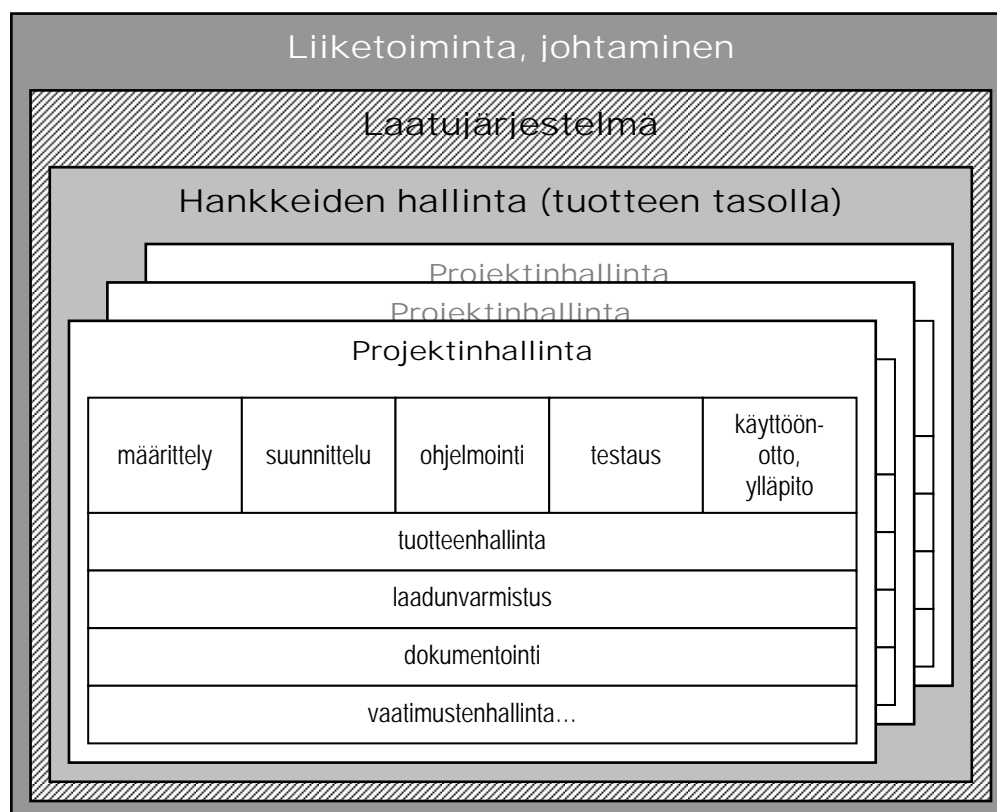 Liiketoiminta, johtaminen
Laatujärjestelmä
Hankkeiden hallinta (tuotteen tasolla)
Projektinhallinta
Projektinhallinta
Projektinhallinta
määrittely
suunnittelu
ohjelmointi
testaus
käyttöön-
otto,
ylläpito
tuotteenhallinta
laadunvarmistus
dokumentointi
vaatimustenhallinta…